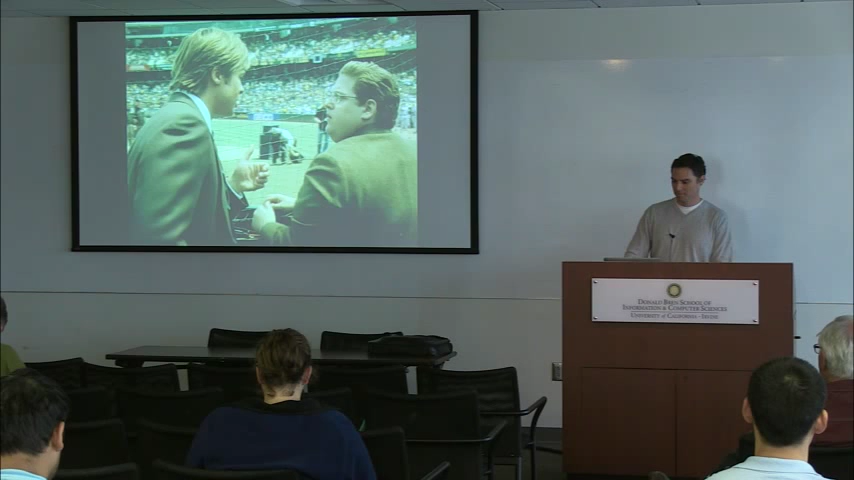 DONALD BREN SCHOOL OF
INFORMATION & COMPUTER SCIENCES
UNIVERSITY of CALIFORNIA - IRVINE